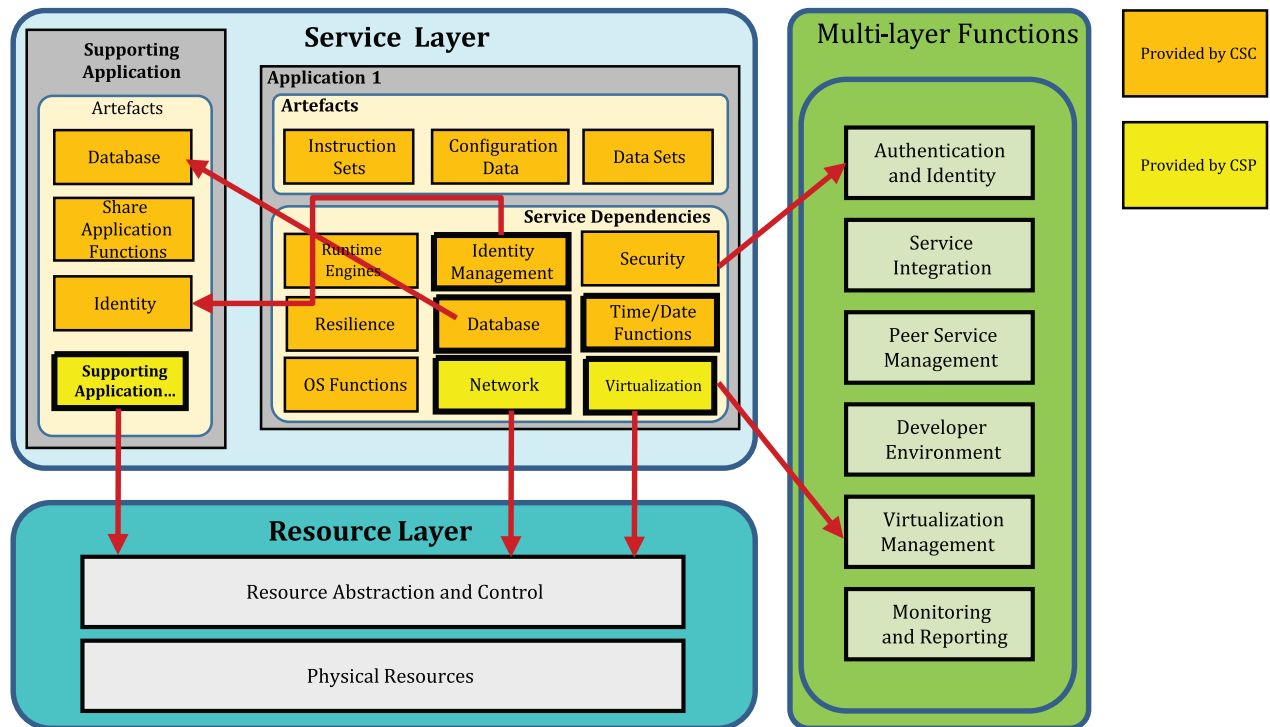 Service Layer
Supporting
Application
Artefacts
Database
Share
Application
Functions
Identity
Supporting
Application...
Application 1
Artefacts
Instruction
Sets
Configuration
Data
Data Sets
Service Dependencies
Runtime
Engines
Identity
Management
Security
Resilience
Database
Time/Date
Functions
OS Functions
Network
Virtualization
Resource Layer
Resource Abstraction and Control
Physical Resources
Multi-layer Functions
Authentication
and Identity
Service
Integration
Peer Service
Management
Developer
Environment
Virtualization
Management
Monitoring
and Reporting
Provided by CSC
Provided by CSP